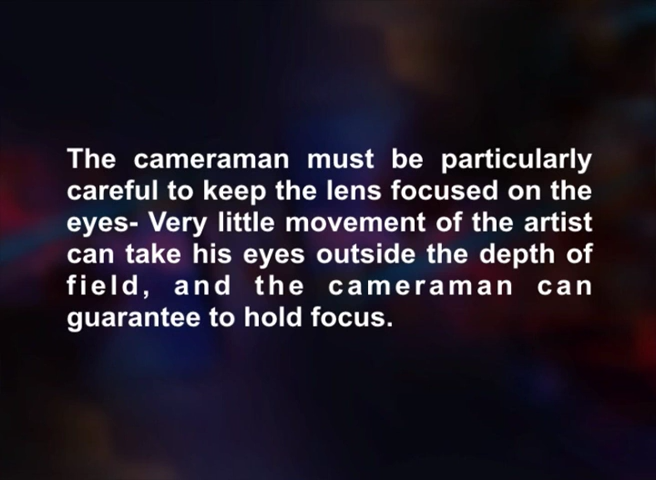 The cameraman must be particularly
careful to keep the lens focused on the
eyes- Very little movement of the artist
can take his eyes outside the depth of
field, and the cameraman can
guarantee to hold focus.